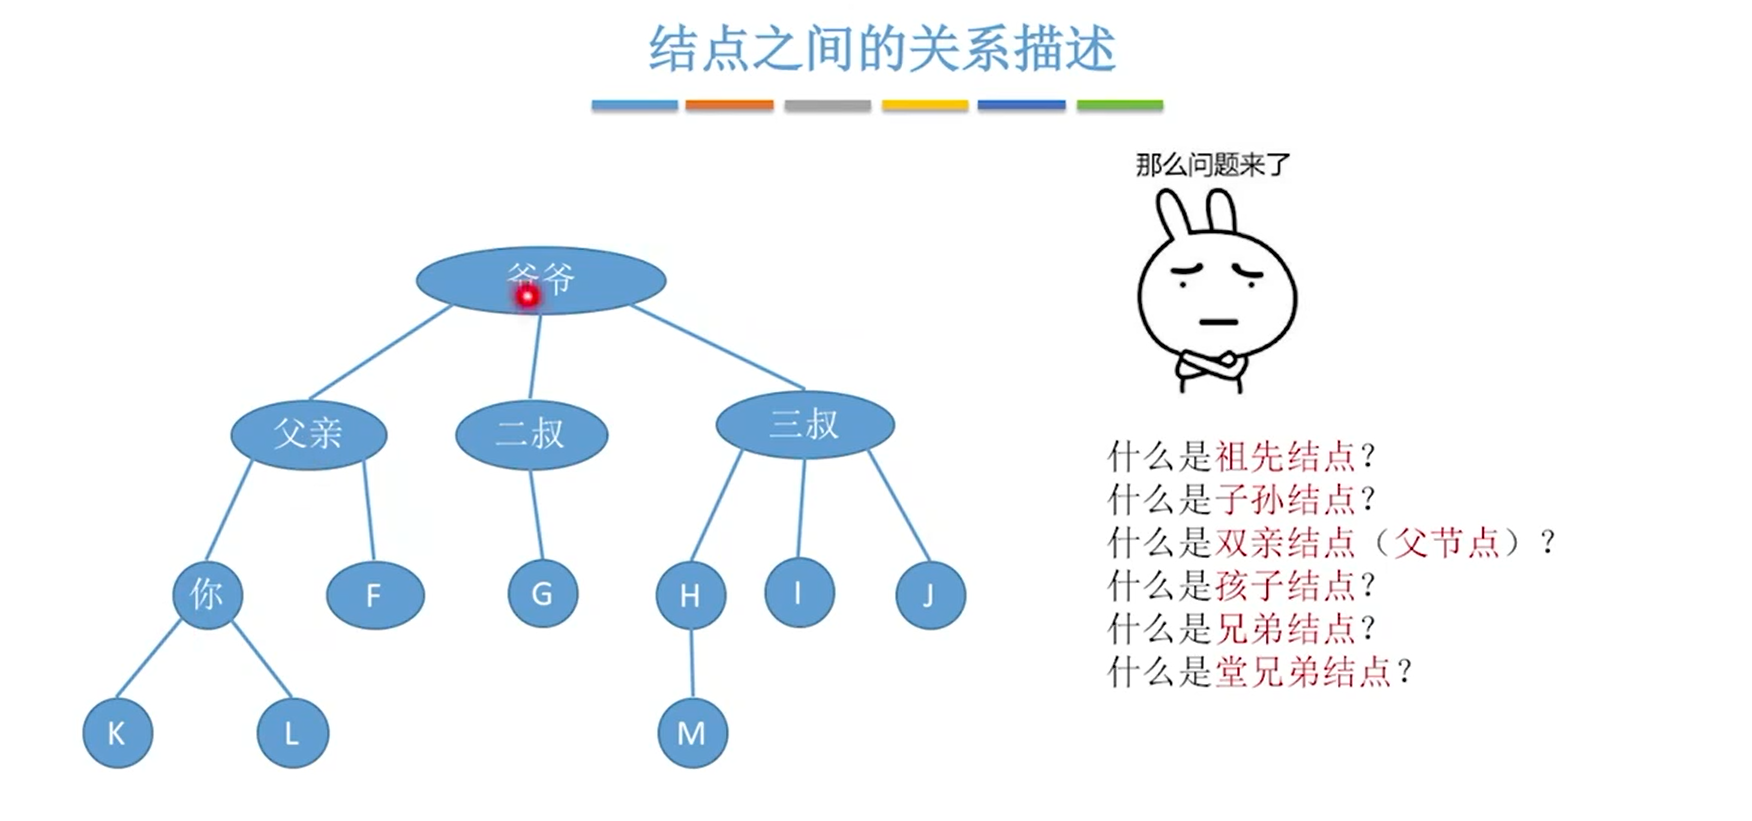 结点之间的关系描述
那么问题来了
爷爷
父亲
二叔
三叔
你
F
G
H
I
J
K
L
M
什么是祖先结点?
什么是子孙结点?
什么是双亲结点（父节点）?
什么是孩子结点?
什么是兄弟结点?
什么是堂兄弟结点?